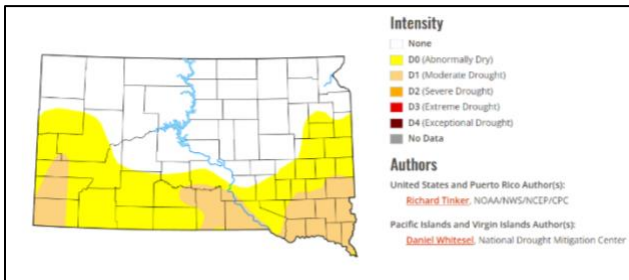 Intensity
None
D0 (Abnormally Dry)
D1 (Moderate Drought)
D2 (Severe Drought)
D3 (Extreme Drought)
D4 (Exceptional Drought)
No Data
Authors
United States and Puerto Rico Author(s):
Richard Tinker, NOAA/NWS/NCEP/CPC
Pacific Islands and Virgin Islands Author(s):
Daniel Whitesel, National Drought Mitigation Center